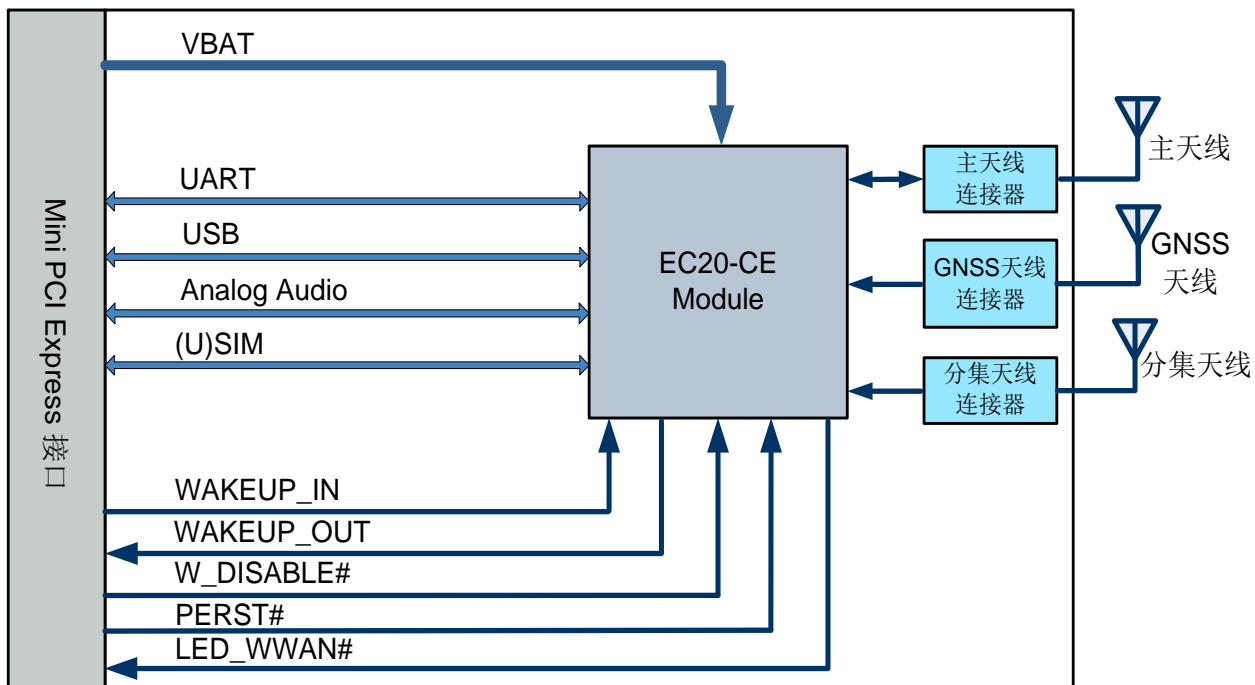 VBAT
UART
USB
Analog Audio
(U)SIM
WAKEUP_IN
WAKEUP_OUT
W_DISABLE#
PERST#
LED_WWAN#
Mini PCI Express 接口
EC20-CE
Module
主天线
连接器
GNSS天线
连接器
分集天线
连接器
主天线
GNSS
天线
分集天线